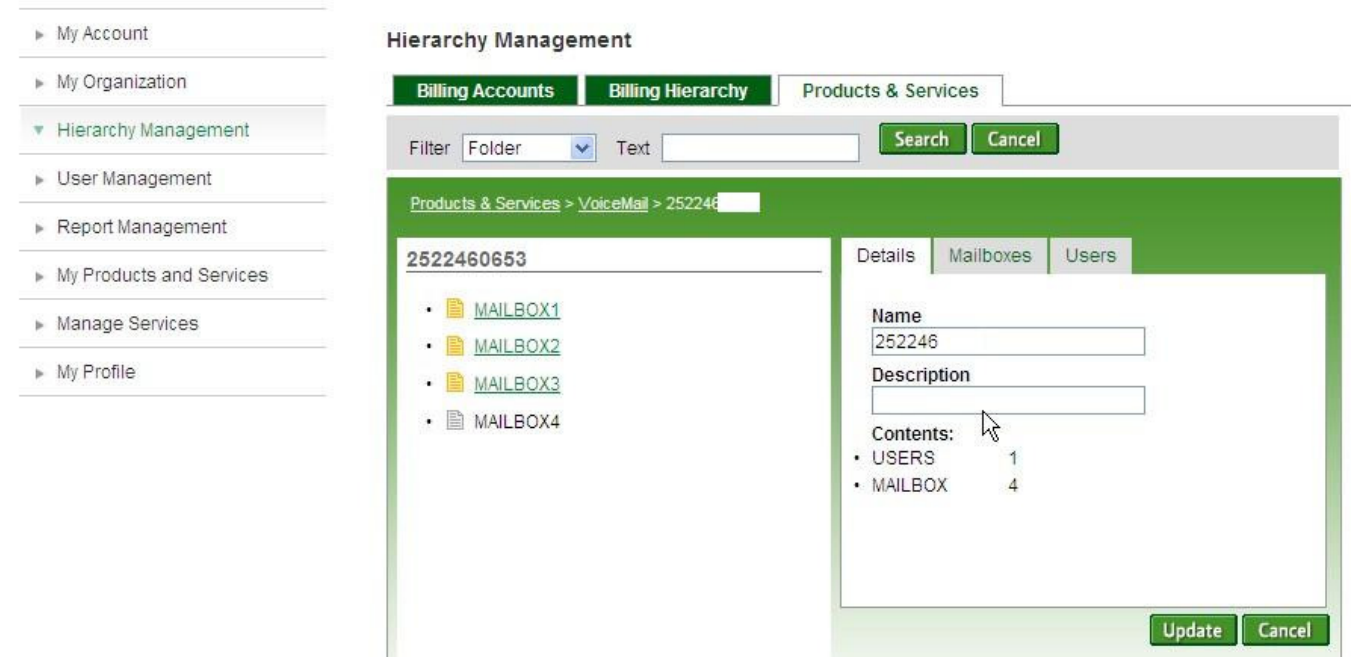 My Account
My Organization
Hierarchy Management
User Management
Report Management
My Products and Services
Manage Services
My Profile
Hierarchy Management
Billing Accounts Billing Hierarchy Products & Services
Filter Folder Text Search Cancel
Products & Services > VoiceMail > 252246
2522460653
MAILBOX1
MAILBOX2
MAILBOX3
MAILBOX4
Details Mailboxes Users
Name
252246
Description
Contents:
USERS 1
MAILBOX 4
Update Cancel